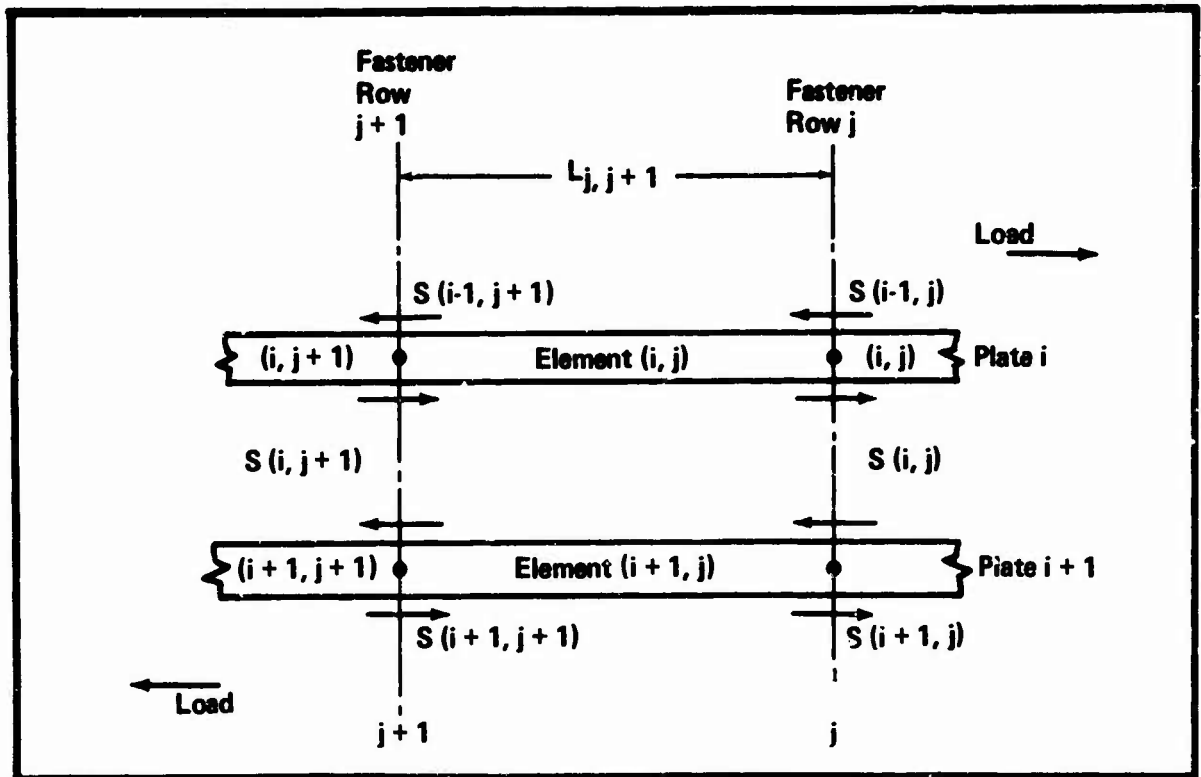 Fastener
Row
j + 1
Fastener
Row j
Lj, j + 1
Load
S (i-1, j + 1)
S (i-1, j)
(i, j + 1)
Element (i, j)
(i, j)
Plate i
S (i, j + 1)
S (i, j)
(i + 1, j + 1)
Element (i + 1, j)
Plate i + 1
S (i + 1, j + 1)
S (i + 1, j)
Load
j + 1
j